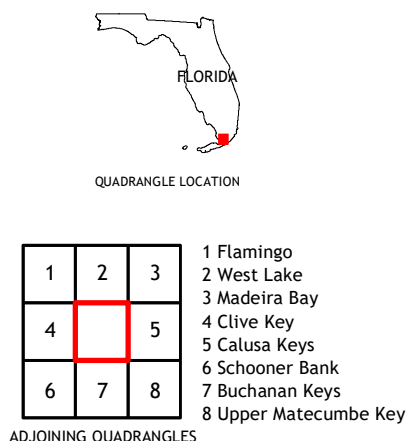 FLORIDA
QUADRANGLE LOCATION
1 2 3
4 5
6 7 8
1 Flamingo
2 West Lake
3 Madeira Bay
4 Clive Key
5 Calusa Keys
6 Schooner Bank
7 Buchanan Keys
8 Upper Matecumbe Key
ADJOINING QUADRANGLES